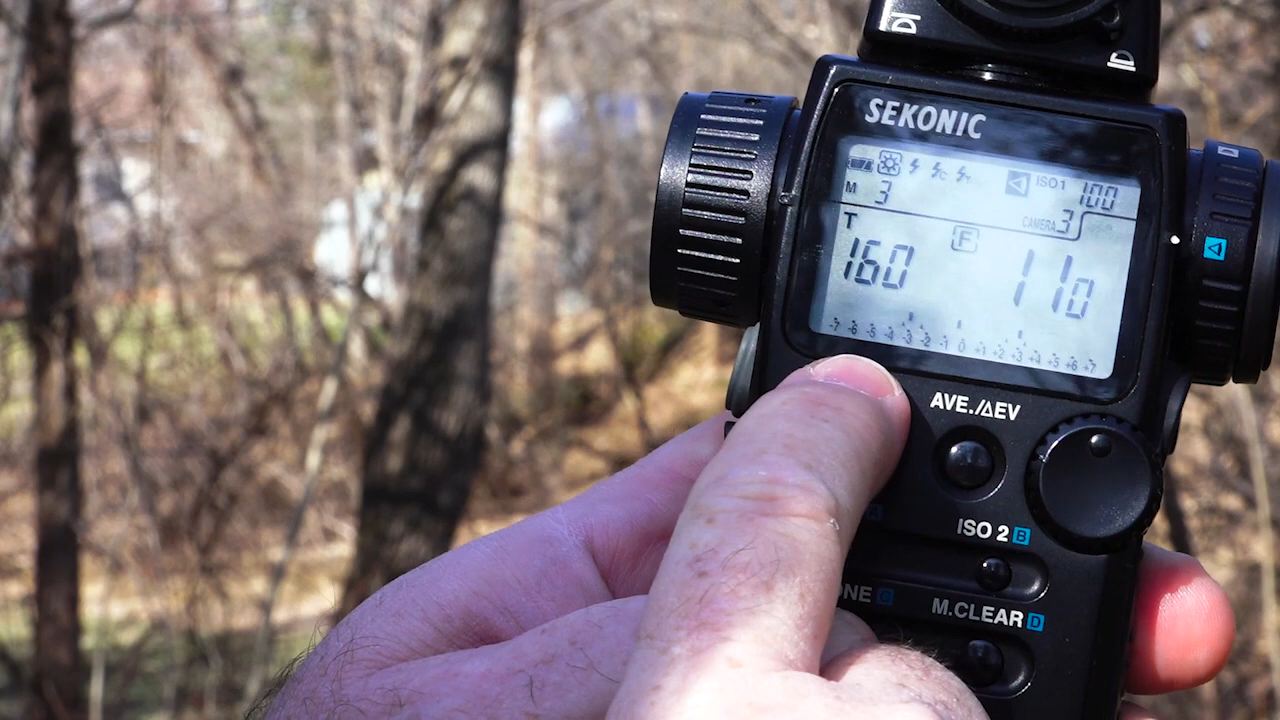 SEKONIC
ISO1 100
M 3
CAMERA 3
T
F
160 11 0
-7 -6 -5 -4 -3 -2 -1 0 +1 +2 +3 +4 +5 +6 +7
AVE./ΔEV
ISO 2 B
NE C
M.CLEAR D